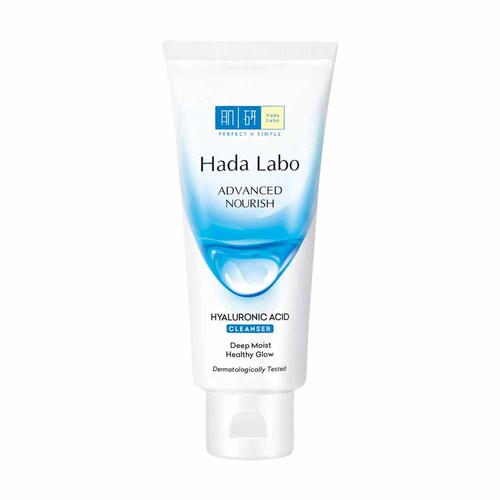 肌 研 Hada
Labo
PERFECT × SIMPLE
Hada Labo
ADVANCED
NOURISH
HYALURONIC ACID
CLEANSER
Deep Moist
Healthy Glow
Dermatologically Tested